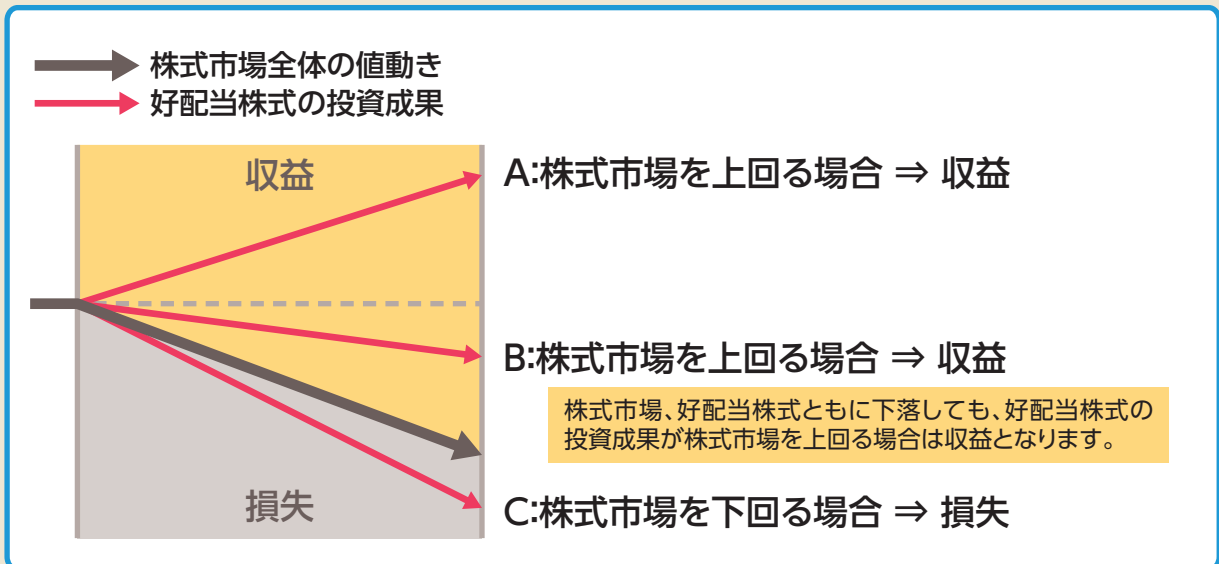 株式市場全体の値動き
好配当株式の投資成果
収益
A:株式市場を上回る場合 ⇒ 収益
B:株式市場を上回る場合 ⇒ 収益
株式市場、好配当株式ともに下落しても、好配当株式の
投資成果が株式市場を上回る場合は収益となります。
損失
C:株式市場を下回る場合 ⇒ 損失